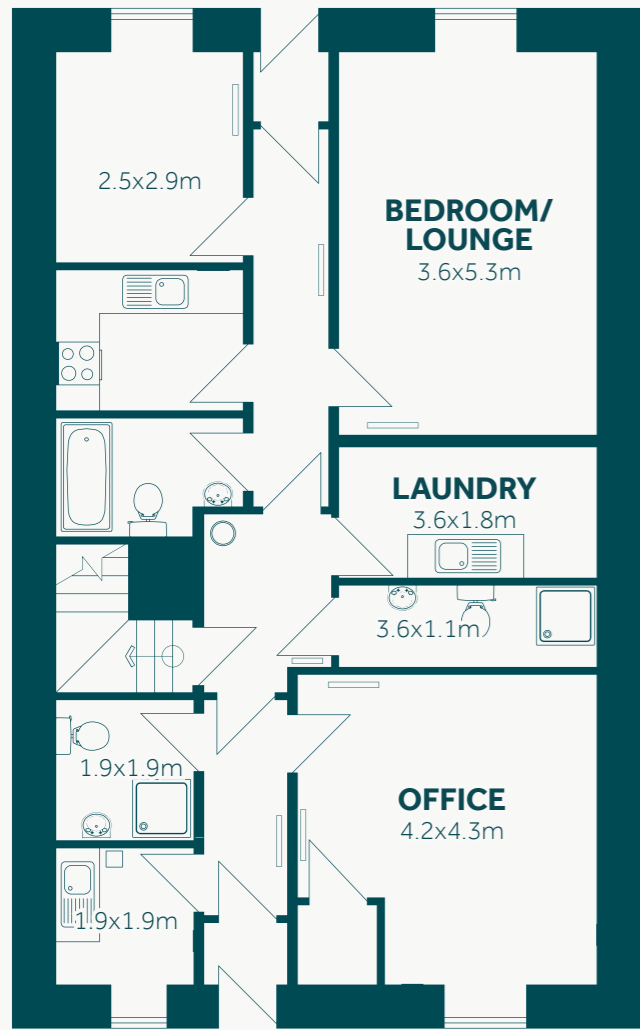 2.5x2.9m
BEDROOM/
LOUNGE
3.6x5.3m
LAUNDRY
3.6x1.8m
3.6x1.1m
1.9x1.9m
OFFICE
4.2x4.3m
1.9x1.9m